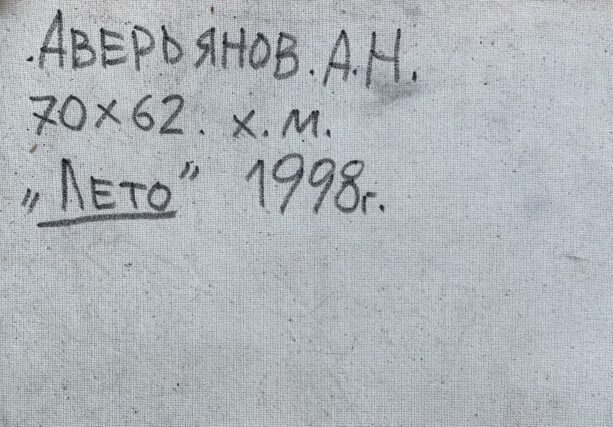 .Аверьянов.А.Н.
70×62. х.м.
„Лето” 1998г.